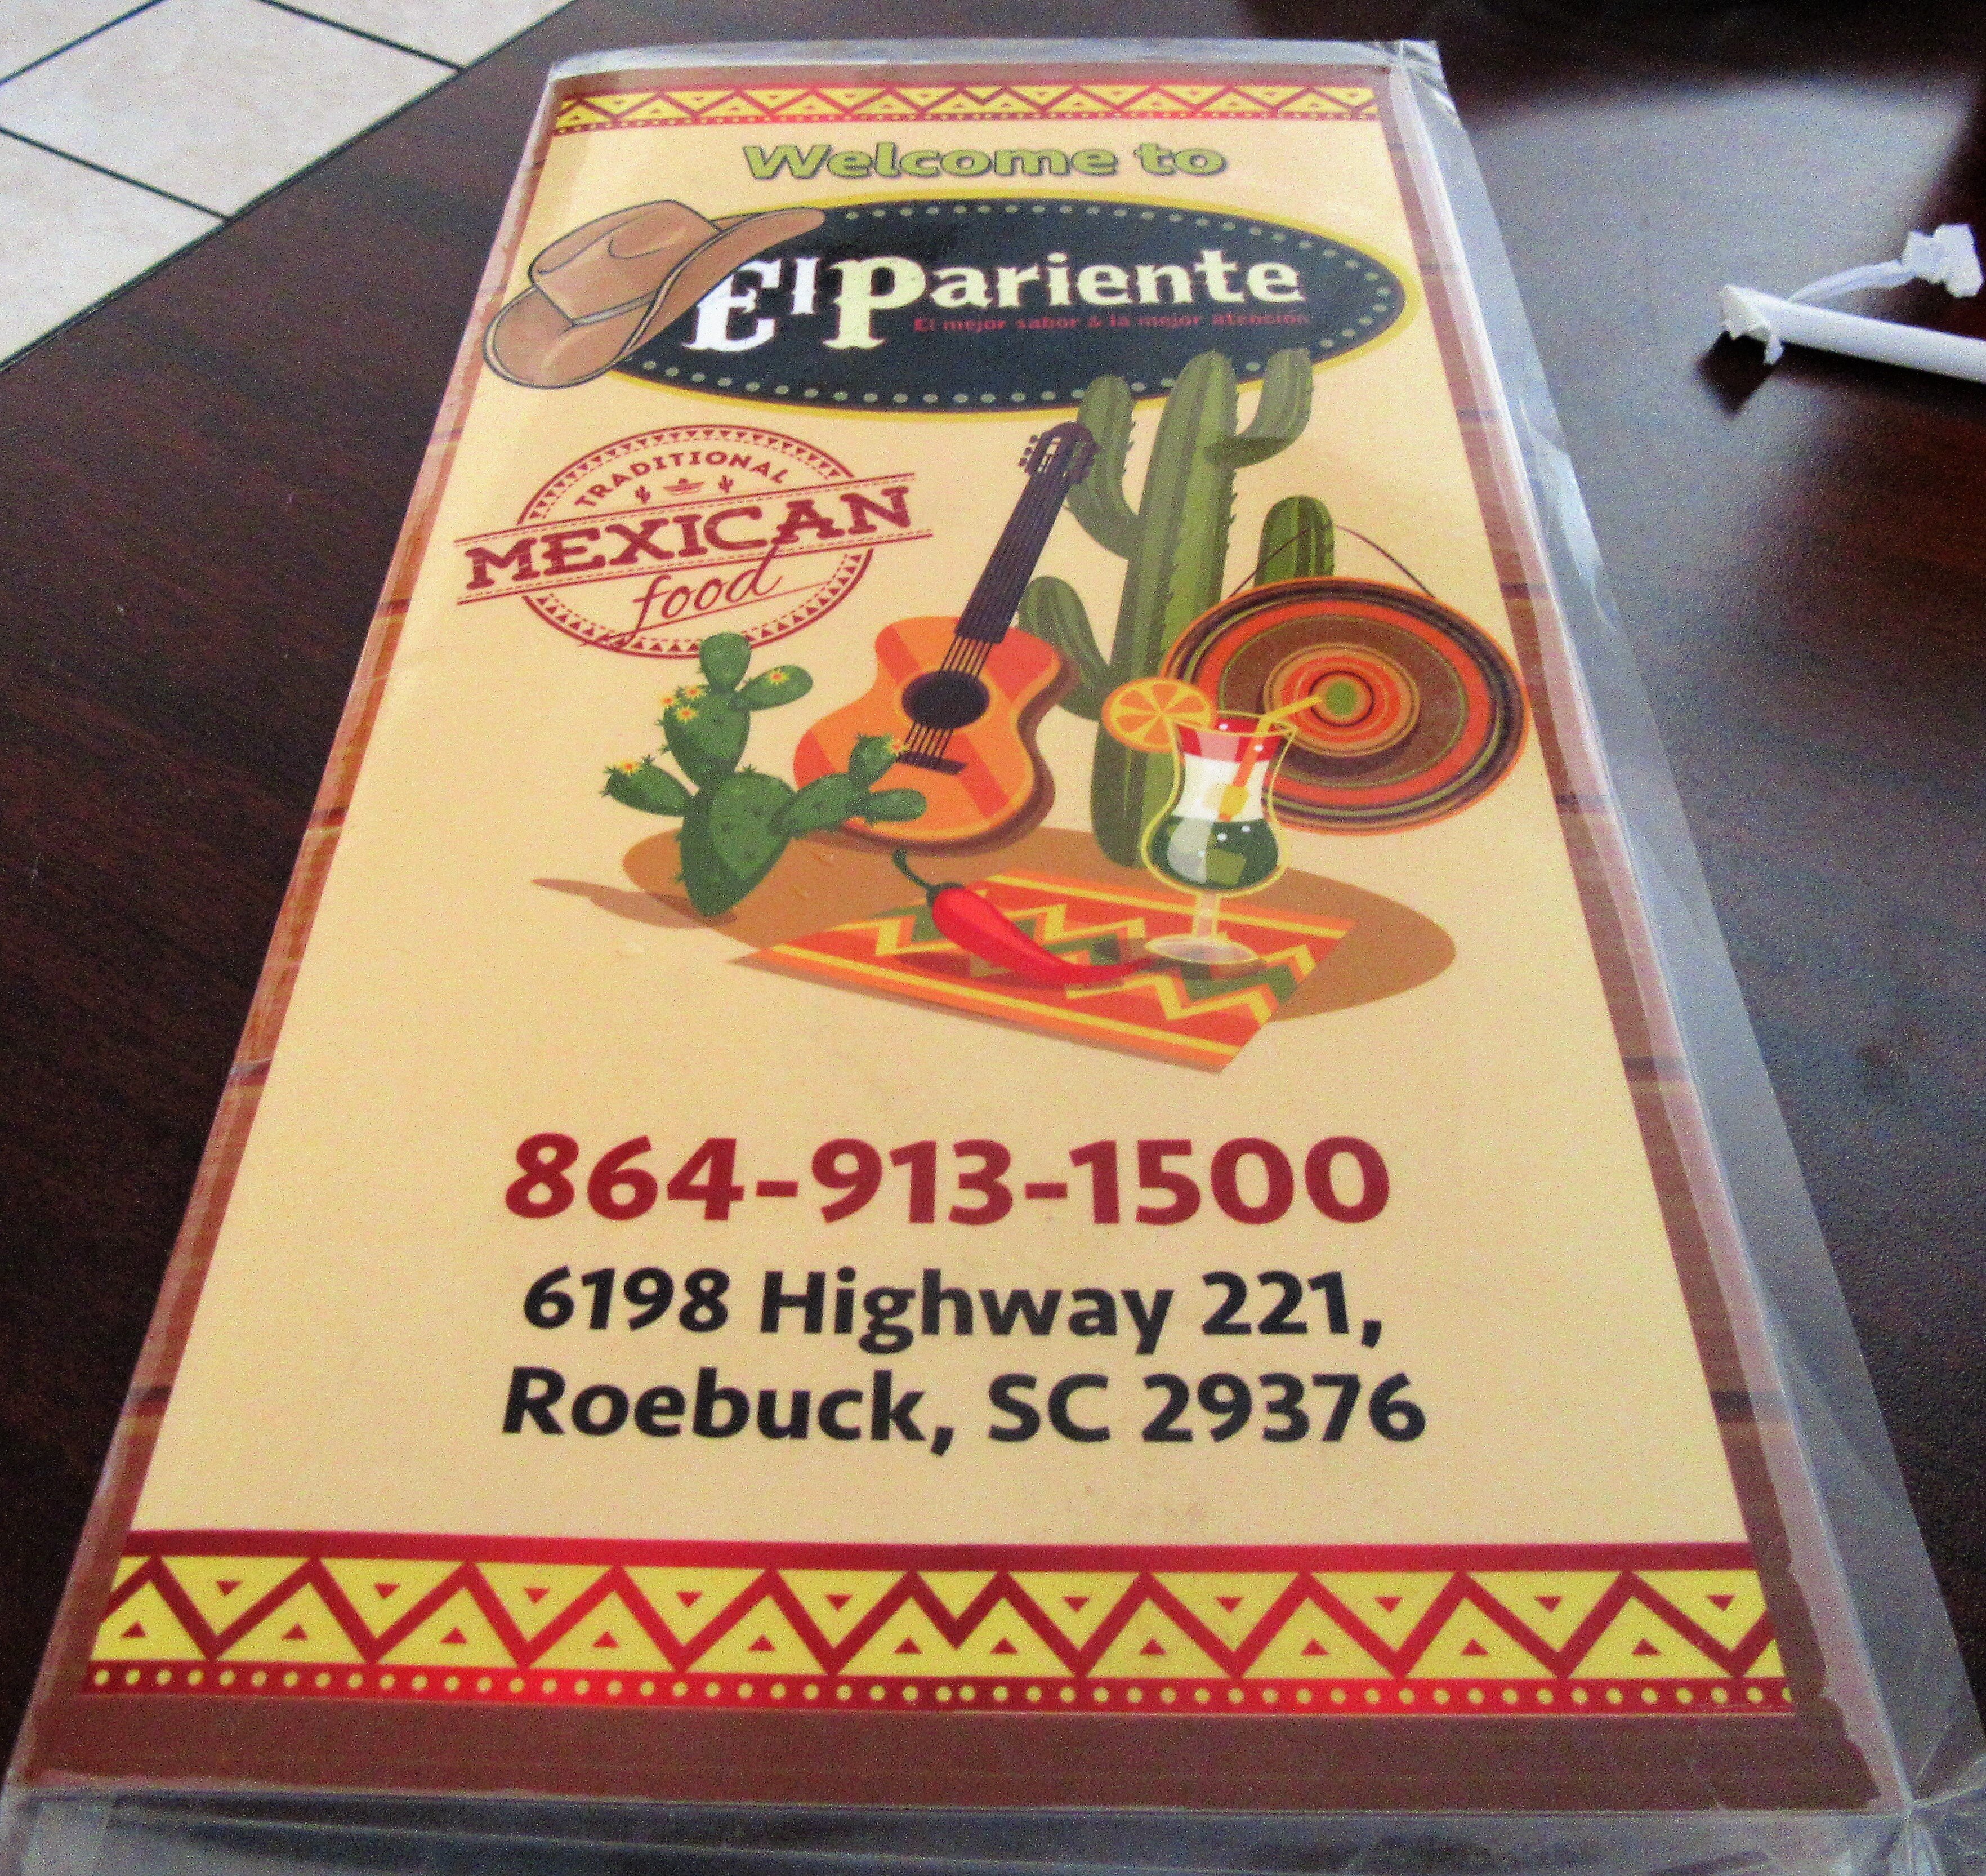 Welcome to
El Pariente
El mejor sabor & la mejor atención
TRADITIONAL
MEXICAN
food
864-913-1500
6198 Highway 221,
Roebuck, SC 29376